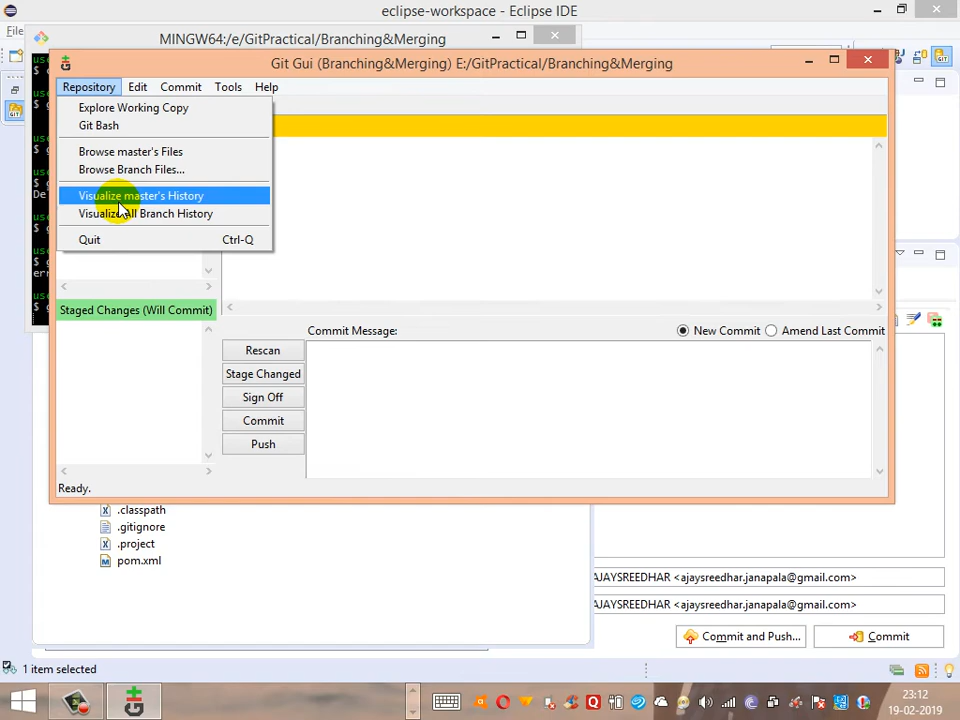 eclipse-workspace - Eclipse IDE
File
MINGW64:/e/GitPractical/Branching&Merging
Git Gui (Branching&Merging) E:/GitPractical/Branching&Merging
Repository Edit Commit Tools Help
Explore Working Copy
Git Bash
Browse master's Files
Browse Branch Files...
Visualize master's History
Visualize All Branch History
Quit Ctrl-Q
Staged Changes (Will Commit)
Commit Message:
New Commit
Amend Last Commit
Rescan
Stage Changed
Sign Off
Commit
Push
Ready.
.classpath
.gitignore
.project
pom.xml
AJAYSREEDHAR <ajaysreedhar.janapala@gmail.com>
AJAYSREEDHAR <ajaysreedhar.janapala@gmail.com>
Commit and Push...
Commit
1 item selected
23:12
19-02-2019